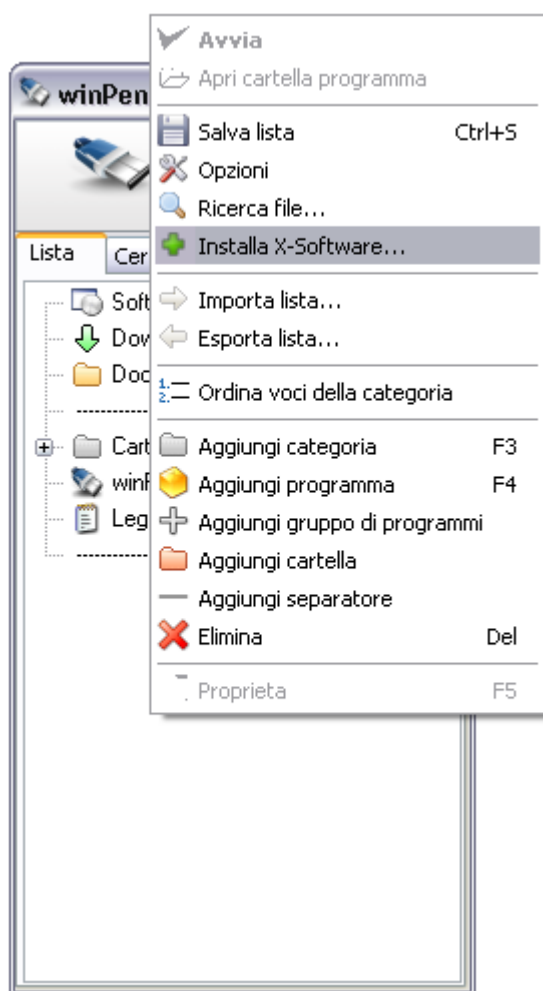 winPen
Avvia
Apri cartella programma
Salva lista Ctrl+S
Opzioni
Ricerca file...
Installa X-Software...
Importa lista...
Esporta lista...
Ordina voci della categoria
Aggiungi categoria F3
Aggiungi programma F4
Aggiungi gruppo di programmi
Aggiungi cartella
Aggiungi separatore
Elimina Del
Proprieta F5
Lista Cer
Soft
Dow
Doc
Cart
winP
Leg